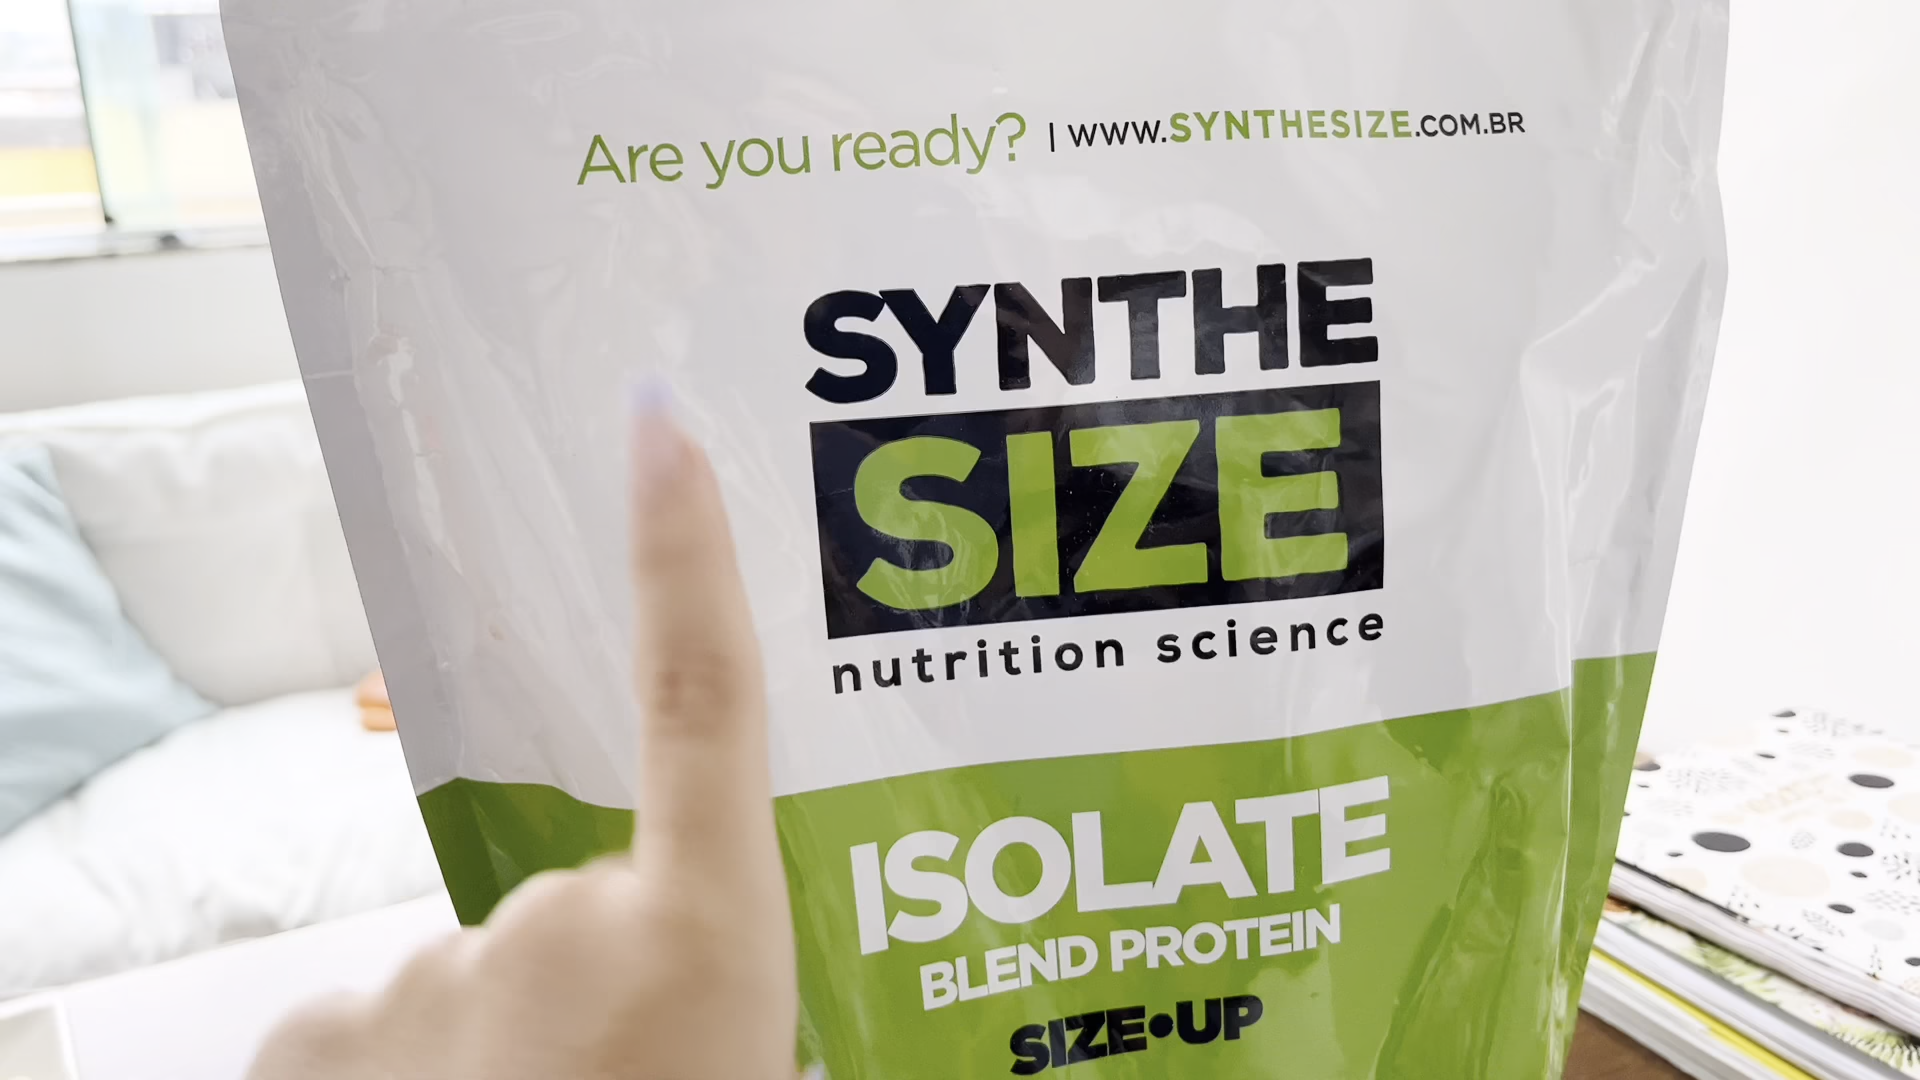 Are you ready? | WWW.SYNTHESIZE.COM.BR
SYNTHE
SIZE
nutrition science
ISOLATE
BLEND PROTEIN
SIZE•UP